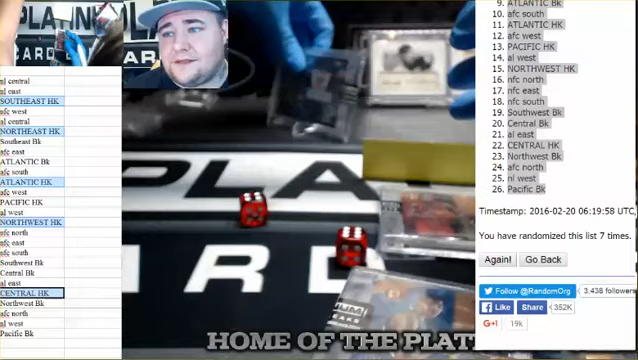 PLATINUM PL
CARD BREA
nl central
nl east
SOUTHEAST HK
nfc west
NORTHEAST HK
al central
Southeast Bk
afc east
ATLANTIC Bk
afc south
ATLANTIC HK
afc west
PACIFIC HK
al west
NORTHWEST HK
nfc north
nfc east
nfc south
Southwest Bk
Central Bk
al east
CENTRAL HK
Northwest Bk
afc north
nl west
Pacific Bk
PLA
RD
HOME OF THE PLAT
9. ATLANTIC Bk
10. afc south
11. ATLANTIC HK
12. afc west
13. PACIFIC HK
14. al west
15. NORTHWEST HK
16. nfc north
17. nfc east
18. nfc south
19. Southwest Bk
20. Central Bk
21. al east
22. CENTRAL HK
23. Northwest Bk
24. afc north
25. nl west
26. Pacific Bk
Timestamp: 2016-02-20 06:19:58 UTC,
You have randomized this list 7 times.
Again! Go Back
Follow @RandomOrg 3,438 followers
Like Share 352K
+1 19k